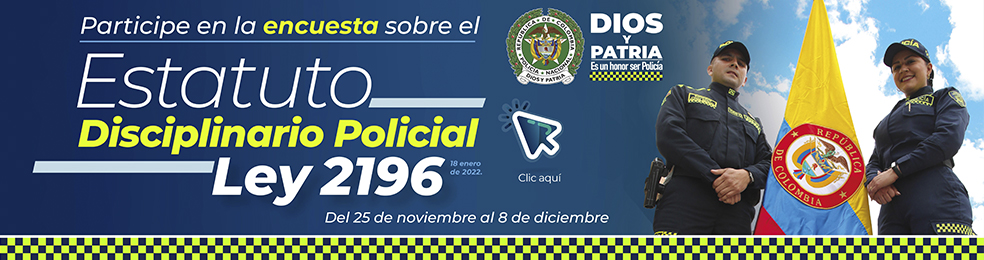 Participe en la encuesta sobre el
Estatuto
Disciplinario Policial
Ley 2196
18 enero
de 2022.
Del 25 de noviembre al 8 de diciembre
Clic aquí
REPÚBLICA DE COLOMBIA
POLICÍA NACIONAL
DIOS Y PATRIA
DIOS
Y
PATRIA
Es un honor ser Policía
POLICÍA
REPÚBLICA
DE COLOMBIA